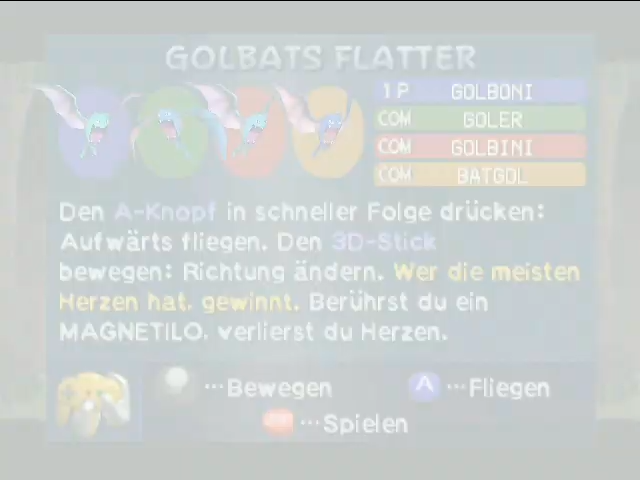 GOLBATS FLATTER
1P GOLBONI
COM GOLER
COM GOLBINI
COM BATGOL
Den A-Knopf in schneller Folge drücken:
Aufwärts fliegen. Den 3D-Stick
bewegen: Richtung ändern. Wer die meisten
Herzen hat, gewinnt. Berührst du ein
MAGNETILO, verlierst du Herzen.
···Bewegen
A ···Fliegen
···Spielen